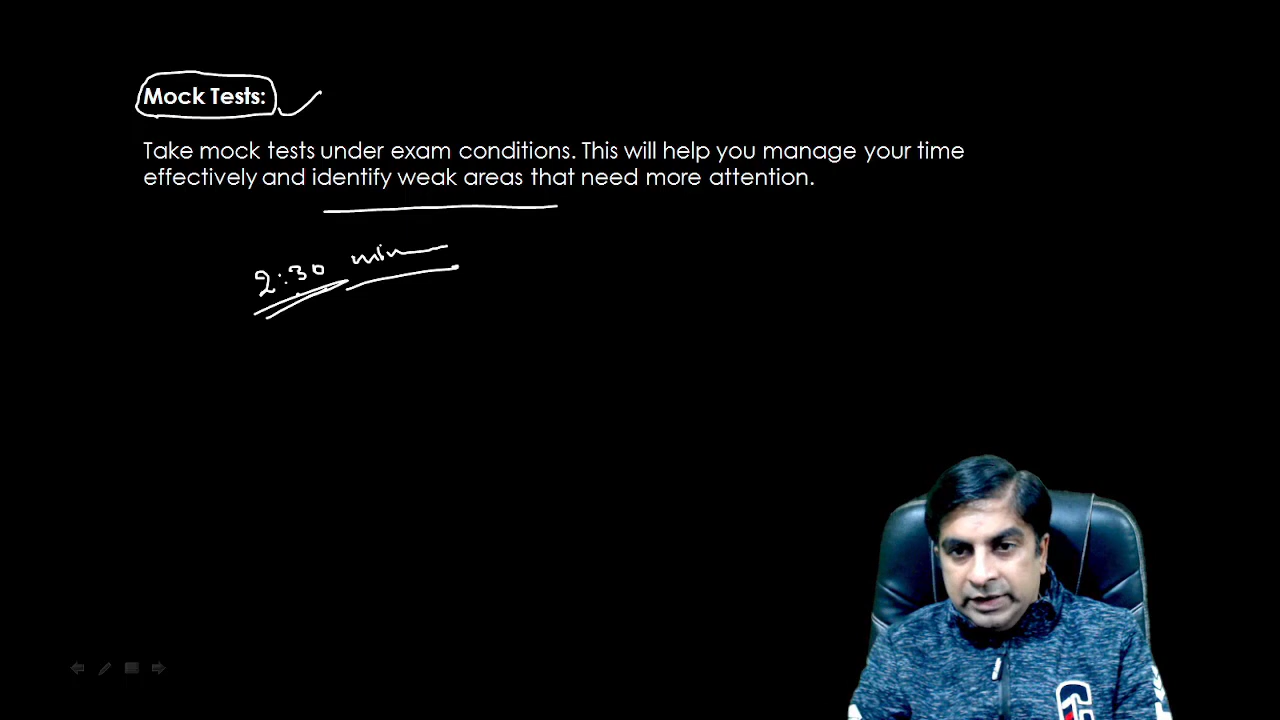 Mock Tests:
Take mock tests under exam conditions. This will help you manage your time
effectively and identify weak areas that need more attention.
2:30 min